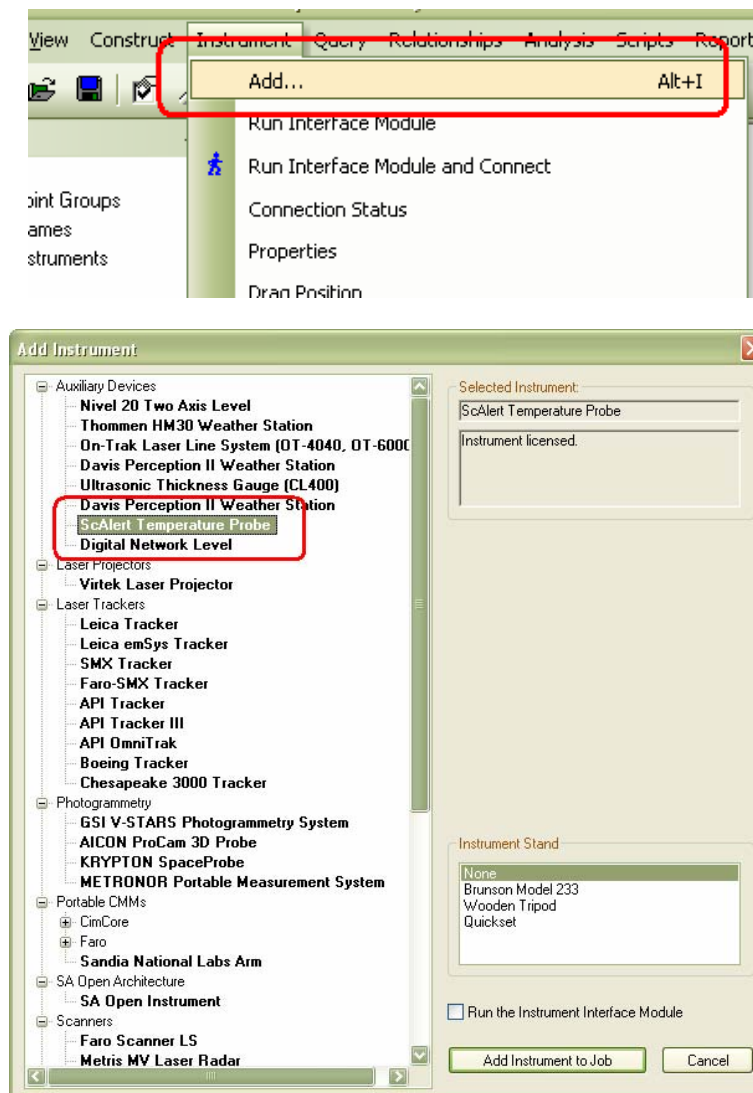 View Construct Instrument Query Relationships Analysis Scripts Report
Add... Alt+I
Run Interface Module
Run Interface Module and Connect
Connection Status
Properties
Drag Position
oint Groups
ames
struments
Add Instrument
Auxiliary Devices
Nivel 20 Two Axis Level
Thommen HM30 Weather Station
On-Trak Laser Line System (OT-4040, OT-6000
Davis Perception II Weather Station
Ultrasonic Thickness Gauge (CL400)
Davis Perception II Weather Station
ScAlert Temperature Probe
Digital Network Level
Laser Projectors
Virtek Laser Projector
Laser Trackers
Leica Tracker
Leica emSys Tracker
SMX Tracker
Faro-SMX Tracker
API Tracker
API Tracker III
API OmniTrak
Boeing Tracker
Chesapeake 3000 Tracker
Photogrammetry
GSI V-STARS Photogrammetry System
AICON ProCam 3D Probe
KRYPTON SpaceProbe
METRONOR Portable Measurement System
Portable CMMs
CimCore
Faro
Sandia National Labs Arm
SA Open Architecture
SA Open Instrument
Scanners
Faro Scanner LS
Metris MV Laser Radar
Selected Instrument:
ScAlert Temperature Probe
Instrument licensed.
Instrument Stand
None
Brunson Model 233
Wooden Tripod
Quickset
Run the Instrument Interface Module
Add Instrument to Job
Cancel